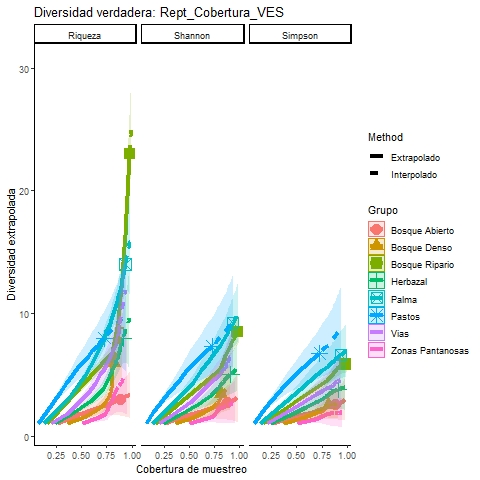 Diversidad verdadera: Rept_Cobertura_VES
Riqueza
Shannon
Simpson
30
20
10
0
Diversidad extrapolada
0.25 0.50 0.75 1.00 0.25 0.50 0.75 1.00 0.25 0.50 0.75 1.00
Cobertura de muestreo
Method
Extrapolado
Interpolado
Grupo
Bosque Abierto
Bosque Denso
Bosque Ripario
Herbazal
Palma
Pastos
Vias
Zonas Pantanosas